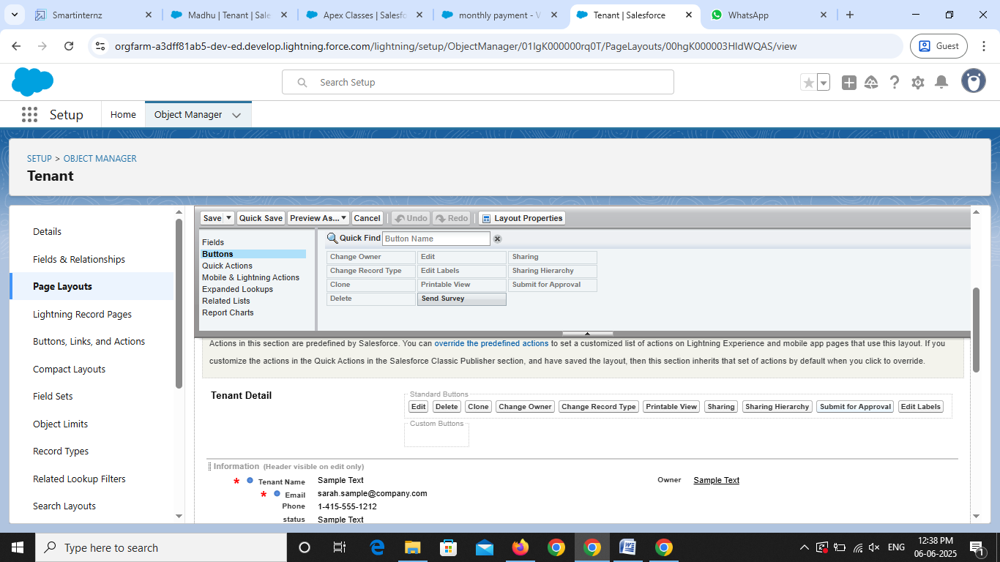 Smartinternz
Madhu | Tenant | Sale
Apex Classes | Salesfo
monthly payment - V
Tenant | Salesforce
WhatsApp
orgfarm-a3dff81ab5-dev-ed.develop.lightning.force.com/lightning/setup/ObjectManager/01IgK000000rq0T/PageLayouts/00hgK000003HIdWQAS/view
Guest
Search Setup
Setup
Home
Object Manager
SETUP > OBJECT MANAGER
Tenant
Details
Fields & Relationships
Page Layouts
Lightning Record Pages
Buttons, Links, and Actions
Compact Layouts
Field Sets
Object Limits
Record Types
Related Lookup Filters
Search Layouts
Save Quick Save Preview As... Cancel Undo Redo Layout Properties
Fields
Buttons
Quick Actions
Mobile & Lightning Actions
Expanded Lookups
Related Lists
Report Charts
Quick Find Button Name
Change Owner Edit Sharing
Change Record Type Edit Labels Sharing Hierarchy
Clone Printable View Submit for Approval
Delete Send Survey
Actions in this section are predefined by Salesforce. You can override the predefined actions to set a customized list of actions on Lightning Experience and mobile app pages that use this layout. If you
customize the actions in the Quick Actions in the Salesforce Classic Publisher section, and have saved the layout, then this section inherits that set of actions by default when you click to override.
Tenant Detail
Standard Buttons
Edit Delete Clone Change Owner Change Record Type Printable View Sharing Sharing Hierarchy Submit for Approval Edit Labels
Custom Buttons
Information (Header visible on edit only)
* Tenant Name Sample Text Owner Sample Text
* Email sarah.sample@company.com
Phone 1-415-555-1212
status Sample Text
Type here to search
ENG
12:38 PM
06-06-2025
1